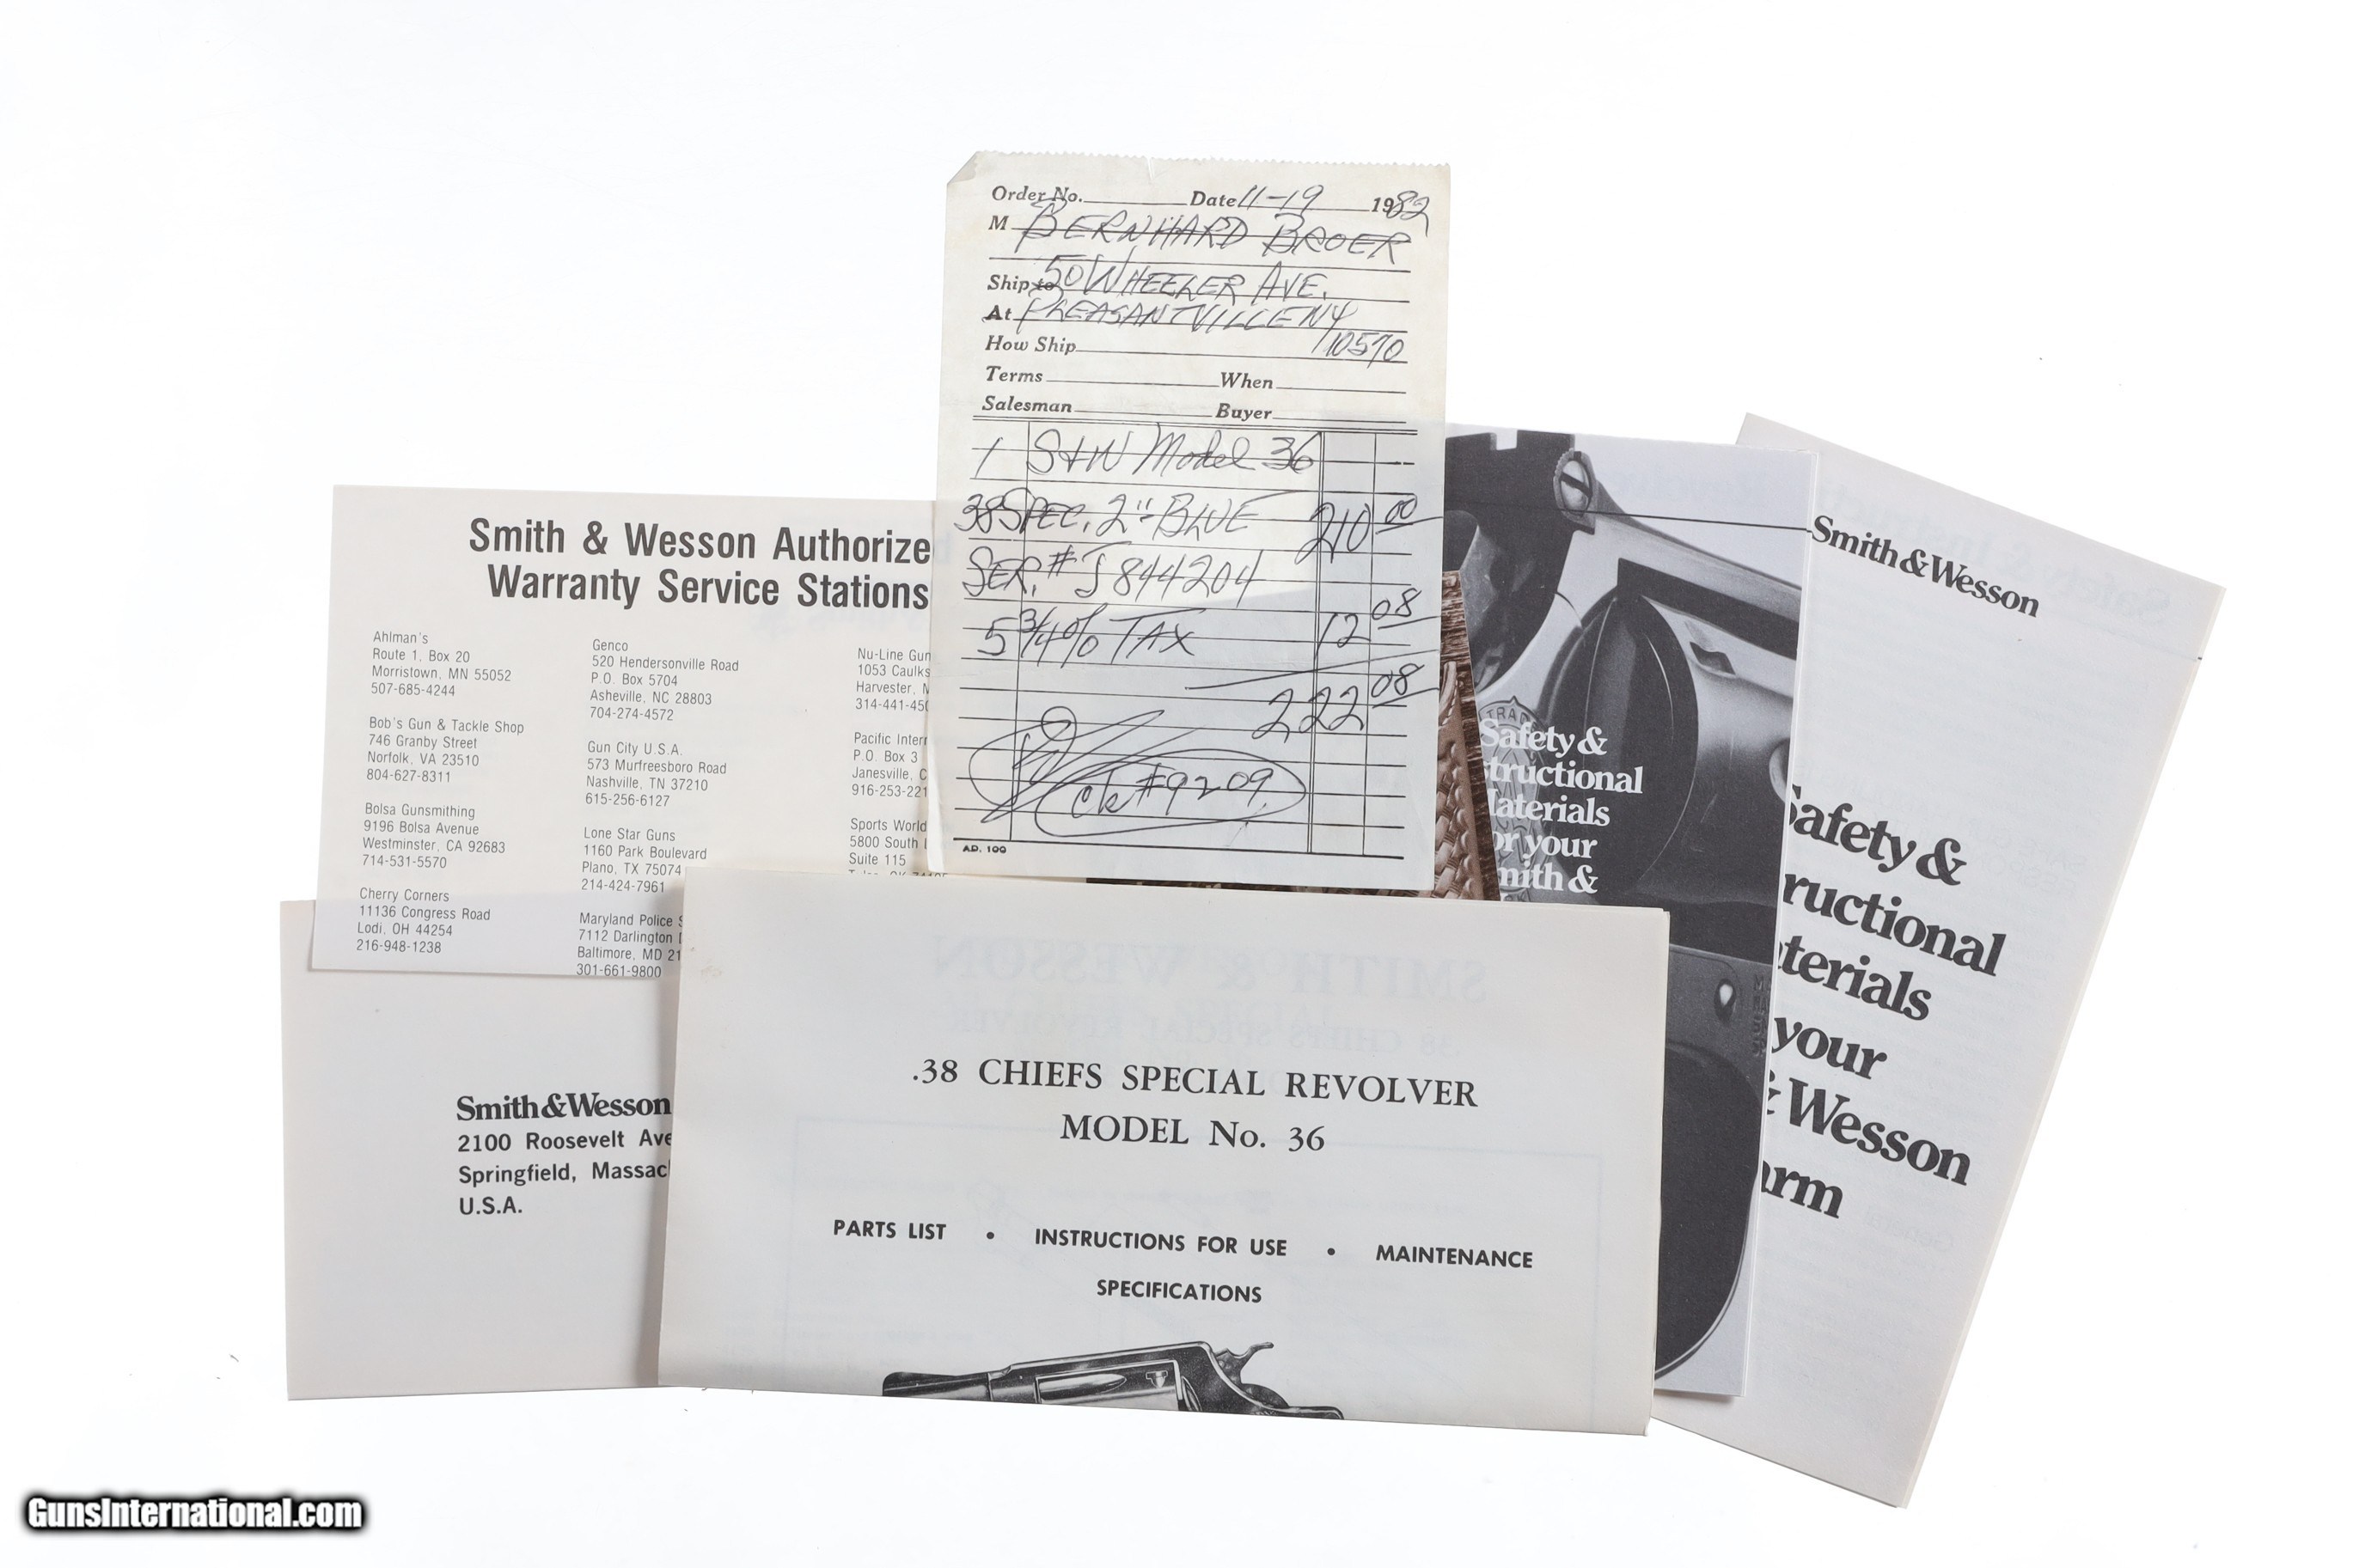 Order No. Date 11-19 1982
M BERNHARD BROER
Ship to 50 WHEELER AVE.
At PLEASANTVILLE NY
How Ship 10570
Terms When
Salesman Buyer
1 S+W Model 36
38 SPEC. 2" BLUE 210 00
SER. # J844204
5 3/4% TAX 12 08
222 08
ck #9209
AD. 100
Smith & Wesson Authorize
Warranty Service Stations
Ahlman's
Route 1, Box 20
Morristown, MN 55052
507-685-4244
Bob's Gun & Tackle Shop
746 Granby Street
Norfolk, VA 23510
804-627-8311
Bolsa Gunsmithing
9196 Bolsa Avenue
Westminster, CA 92683
714-531-5570
Cherry Corners
11136 Congress Road
Lodi, OH 44254
216-948-1238
Genco
520 Hendersonville Road
P.O. Box 5704
Asheville, NC 28803
704-274-4572
Gun City U.S.A.
573 Murfreesboro Road
Nashville, TN 37210
615-256-6127
Lone Star Guns
1160 Park Boulevard
Plano, TX 75074
214-424-7961
Maryland Police S
7112 Darlington
Baltimore, MD 21
301-661-9800
Nu-Line Gun
1053 Caulks
Harvester, M
314-441-450
Pacific Intern
P.O. Box 3
Janesville, C
916-253-221
Sports World
5800 South
Suite 115
Smith & Wesson
2100 Roosevelt Ave
Springfield, Massac
U.S.A.
.38 CHIEFS SPECIAL REVOLVER
MODEL No. 36
PARTS LIST • INSTRUCTIONS FOR USE • MAINTENANCE
SPECIFICATIONS
TRAD
Safety &
tructional
aterials
or your
mith &
Smith & Wesson
Safety &
ructional
terials
your
& Wesson
arm
GunsInternational.com